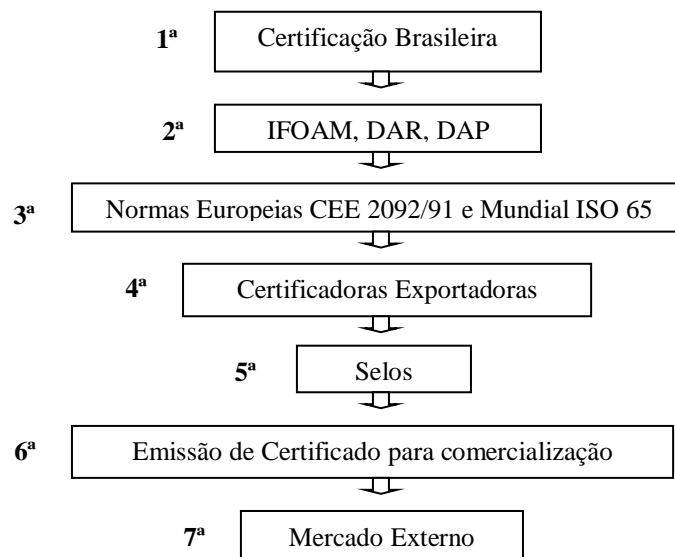 1ª Certificação Brasileira
2ª IFOAM, DAR, DAP
3ª Normas Europeias CEE 2092/91 e Mundial ISO 65
4ª Certificadoras Exportadoras
5ª Selos
6ª Emissão de Certificado para comercialização
7ª Mercado Externo